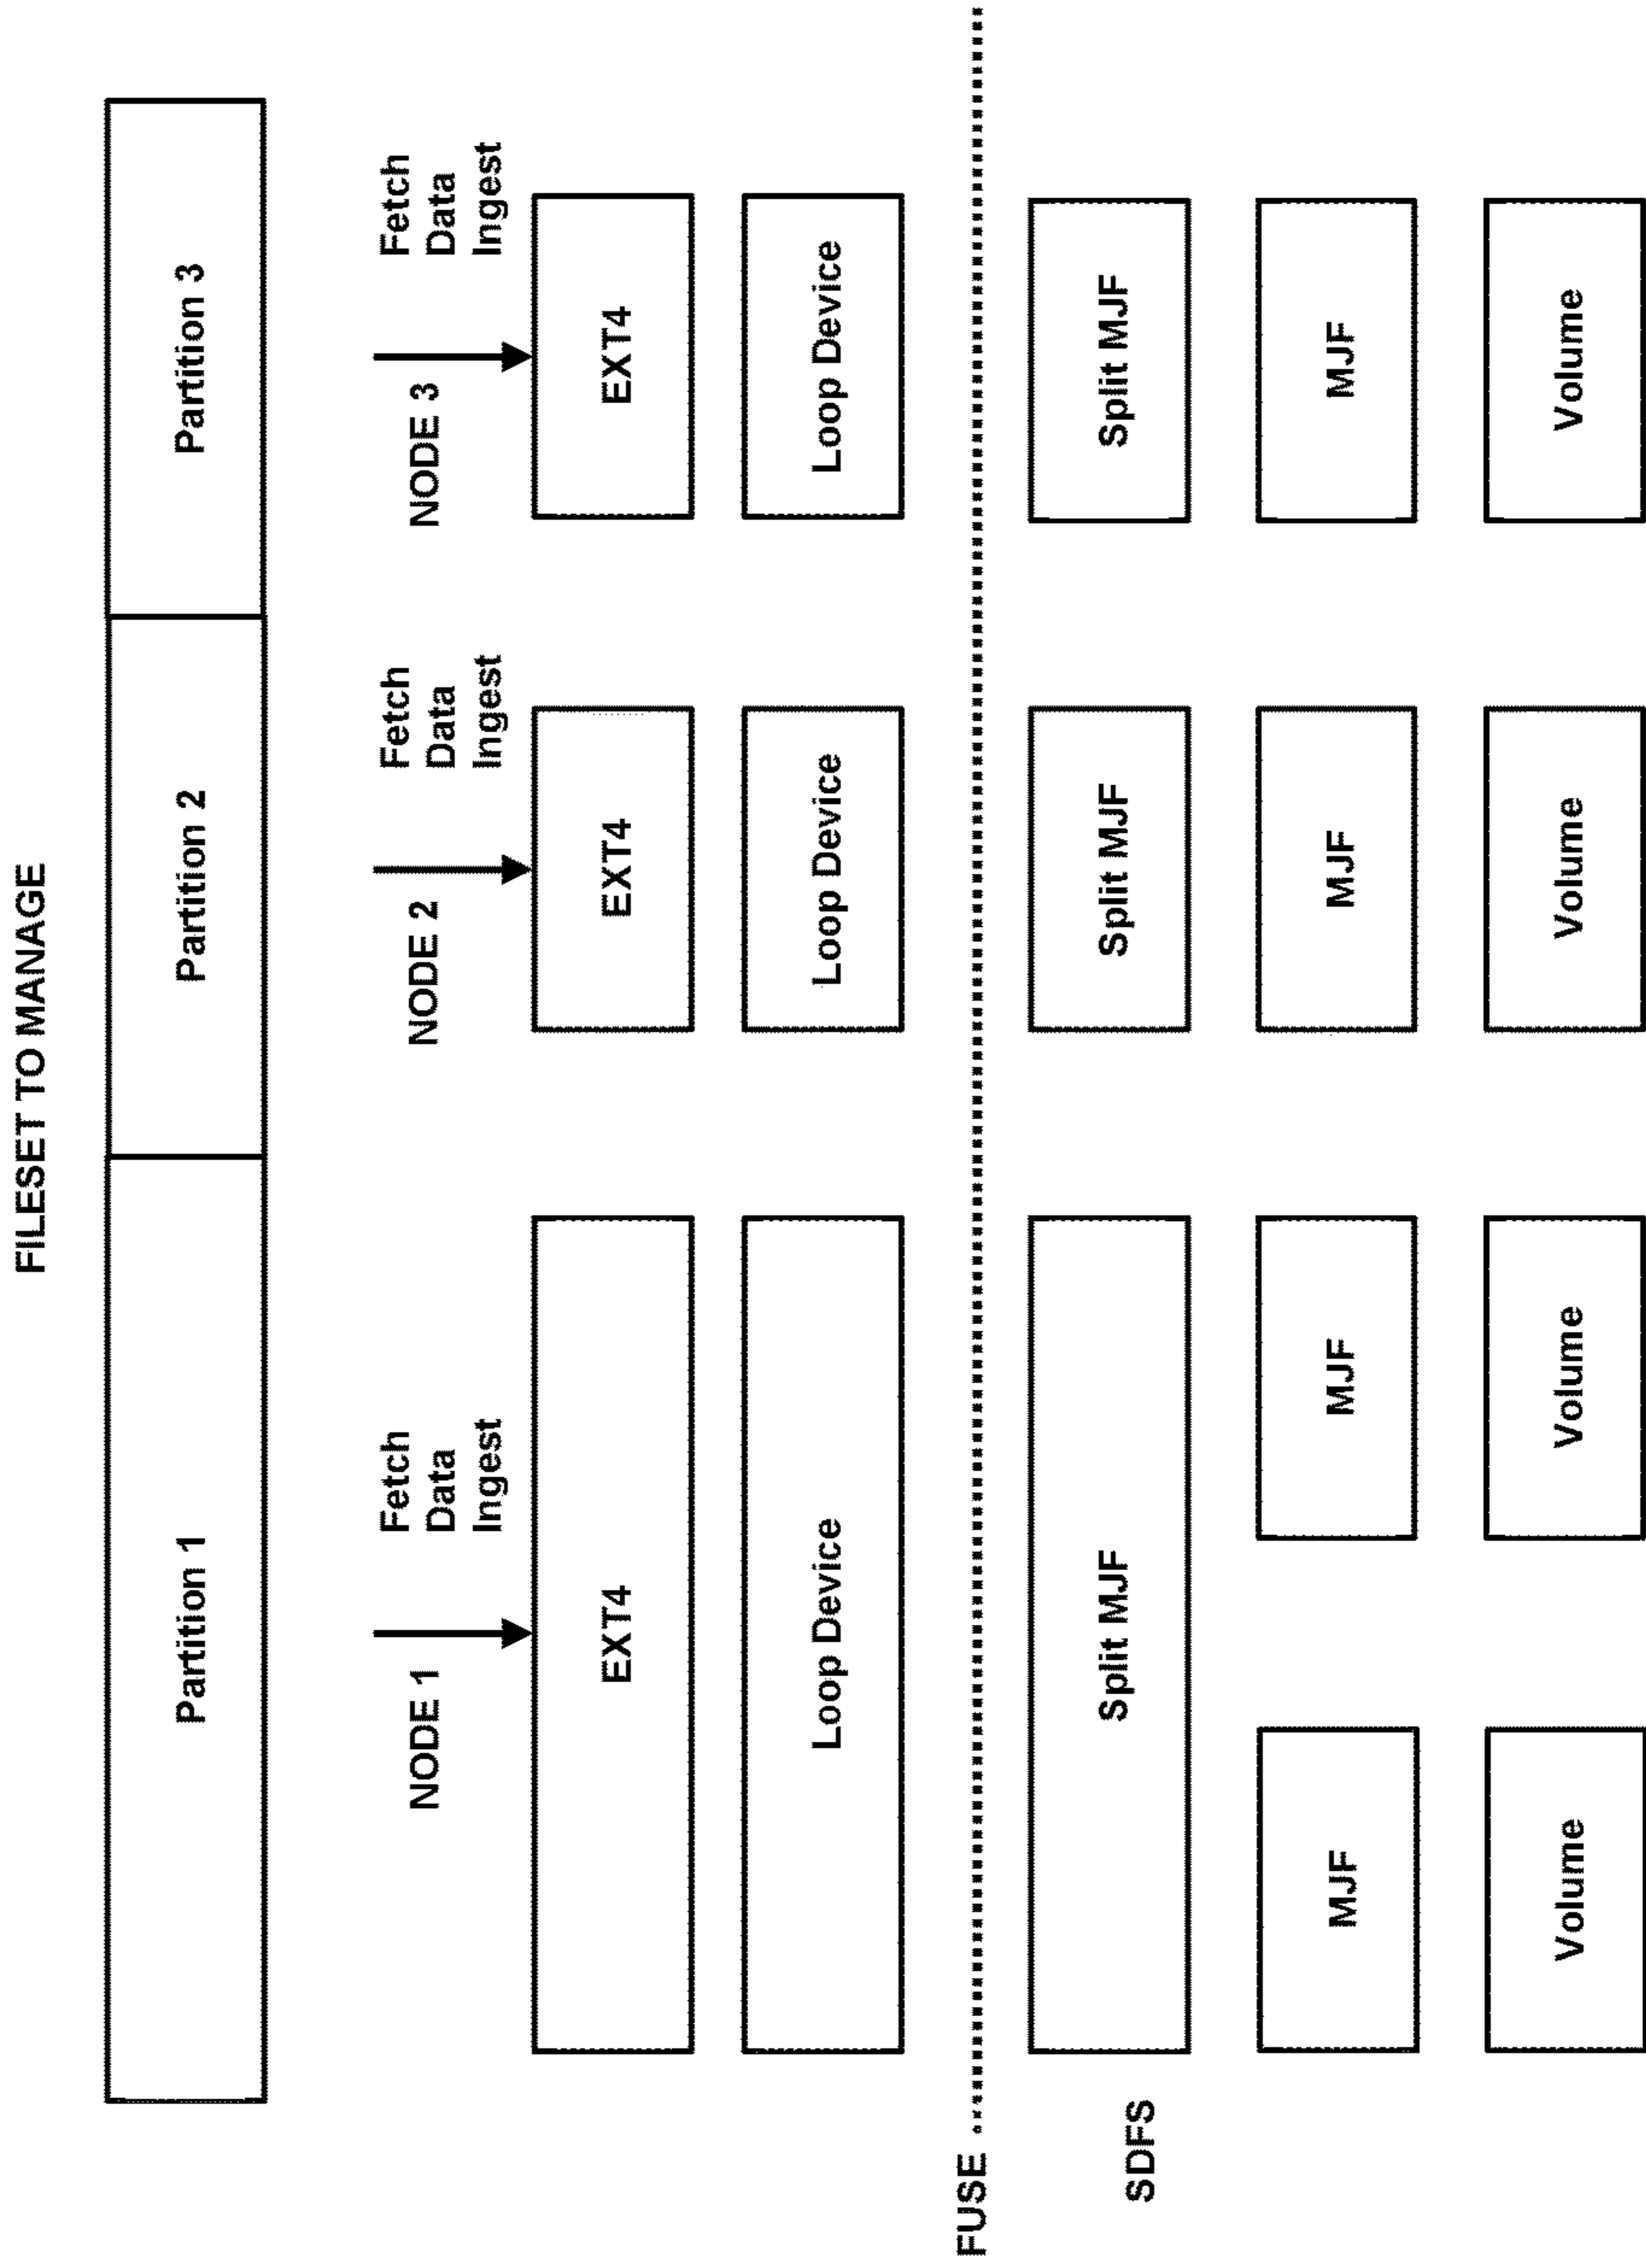 FILESET TO MANAGE
Partition 1
Partition 2
Partition 3
NODE 1
Fetch
Data
Ingest
NODE 2
Fetch
Data
Ingest
NODE 3
Fetch
Data
Ingest
EXT4
EXT4
EXT4
Loop Device
Loop Device
Loop Device
FUSE
SDFS
Split MJF
Split MJF
Split MJF
MJF
MJF
MJF
MJF
Volume
Volume
Volume
Volume